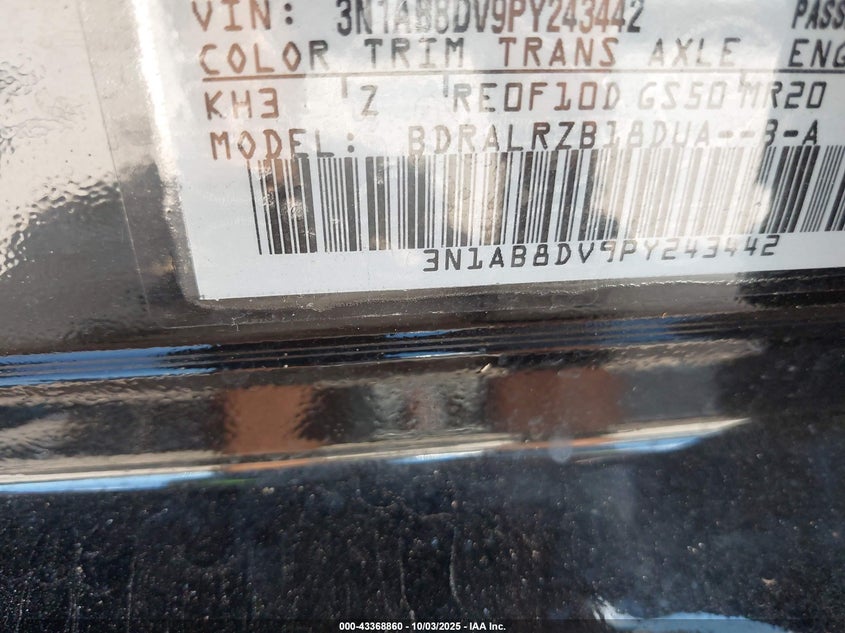 VIN: 3N1AB8DV9PY243442 PASS
COLOR TRIM TRANS AXLE ENG
KH3 Z RE0F10D GS50 MR20
MODEL: BDRALRZB18DUA--B-A
3N1AB8DV9PY243442
000-43368860 - 10/03/2025 - IAA Inc.